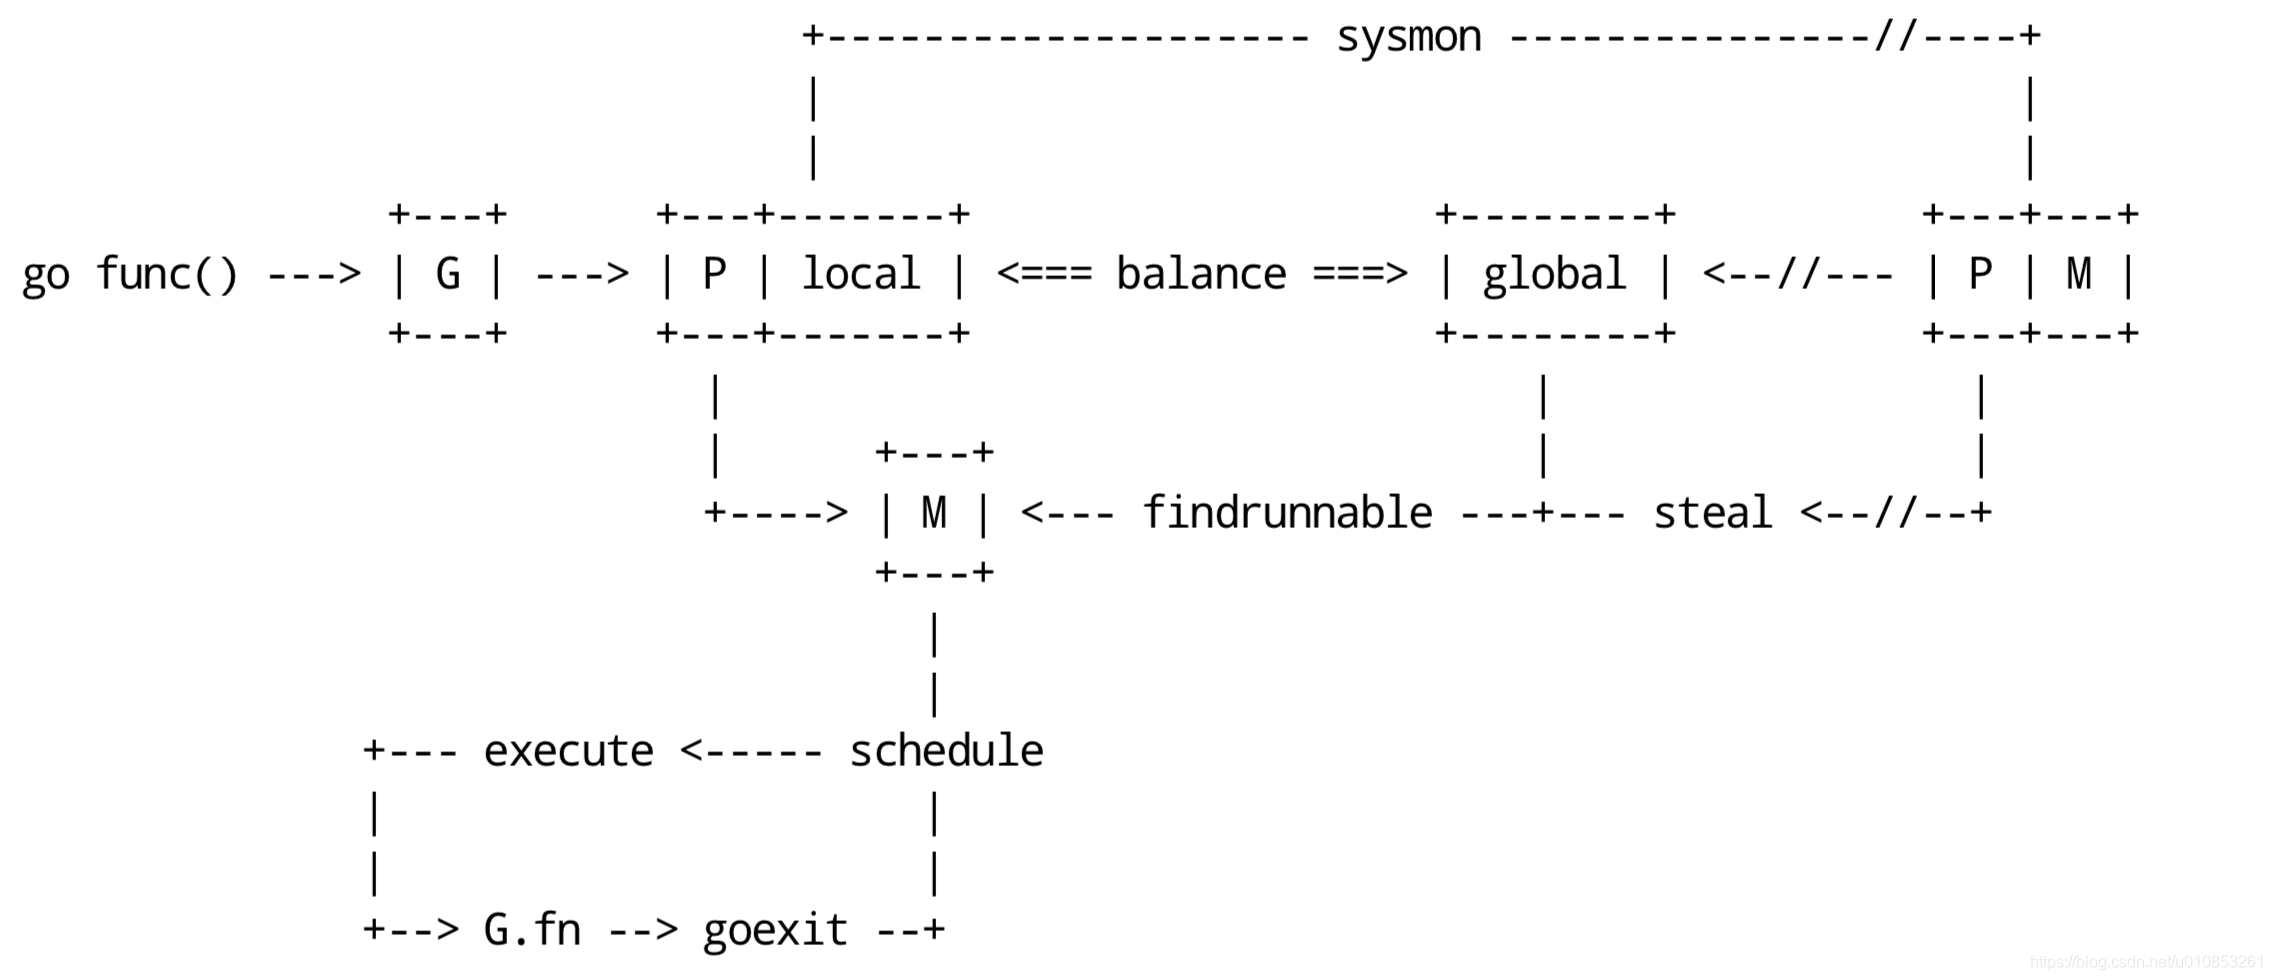 +-------------------- sysmon ---------------//----+
| |
| |
+---+ +---+-------+ +--------+ +---+---+
go func() ---> | G | ---> | P | local | <=== balance ===> | global | <--//--- | P | M |
+---+ +---+-------+ +--------+ +---+---+
| | |
| +---+ | |
+----> | M | <--- findrunnable ---+--- steal <--//--+
+---+
|
|
+--- execute <----- schedule
| |
| |
+--> G.fn --> goexit --+
https://blog.csdn.net/u010853261